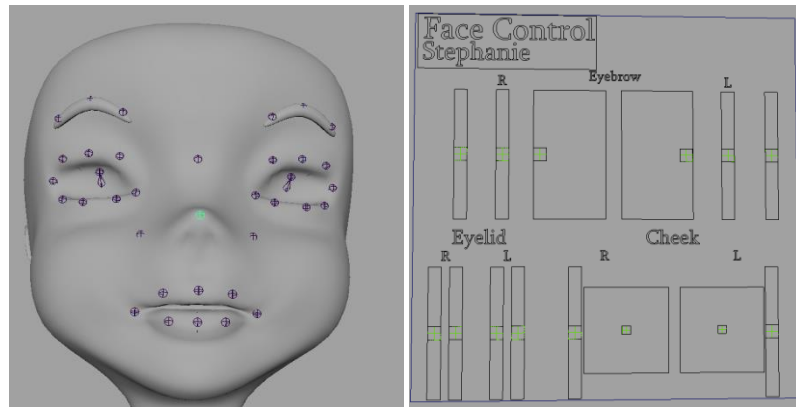 Face Control
Stephanie
R Eyebrow L
Eyelid Cheek
R L R L